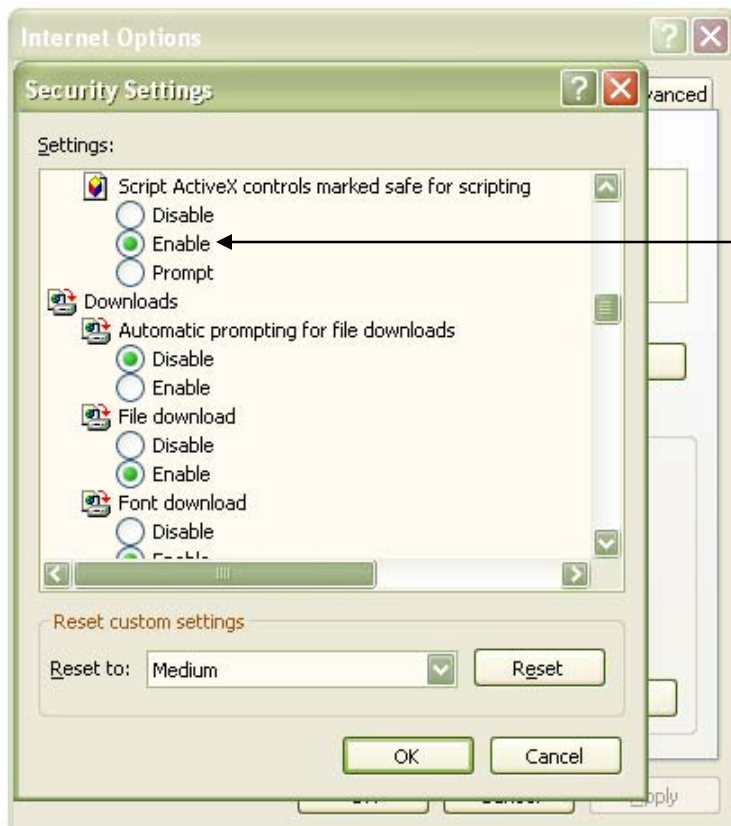 Internet Options
Security Settings
vanced
Settings:
Script ActiveX controls marked safe for scripting
Disable
Enable
Prompt
Downloads
Automatic prompting for file downloads
Disable
Enable
File download
Disable
Enable
Font download
Disable
Enable
Reset custom settings
Reset to: Medium Reset
OK Cancel
pply